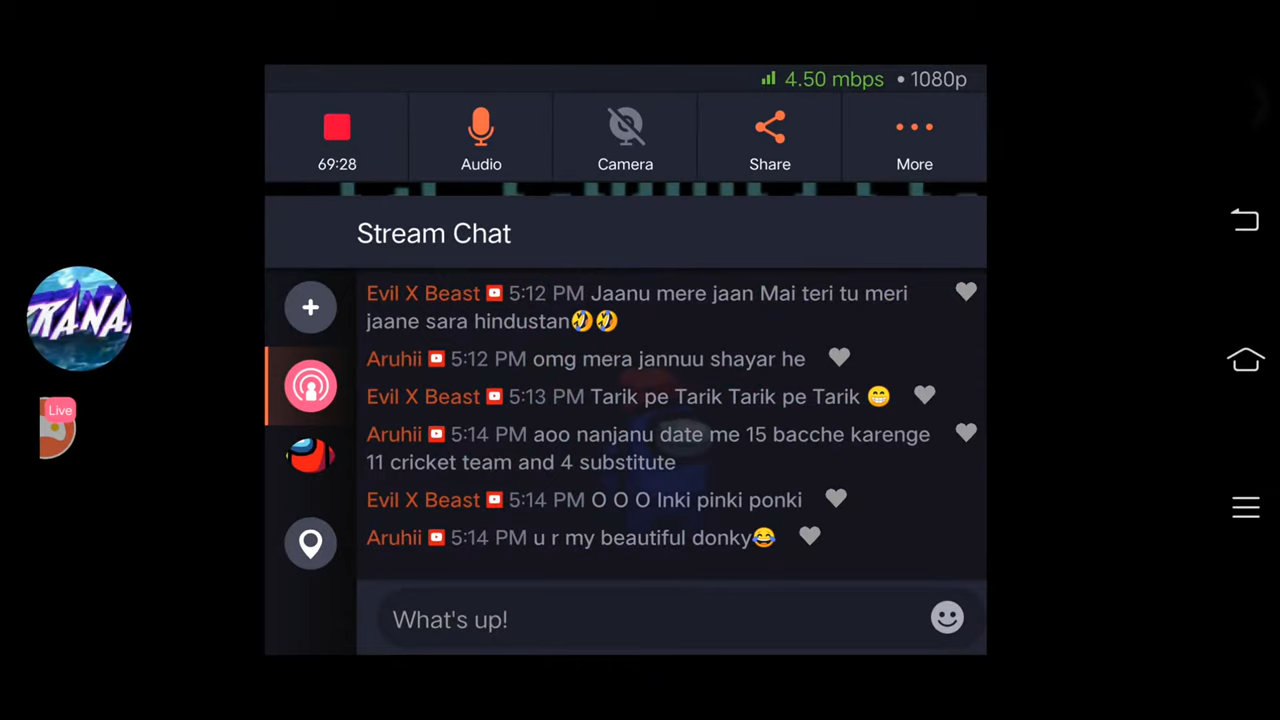 4.50 mbps • 1080p
69:28
Audio
Camera
Share
More
Stream Chat
KANA
Live
Evil X Beast 5:12 PM Jaanu mere jaan Mai teri tu meri
jaane sara hindustan🤣🤣
Aruhii 5:12 PM omg mera jannuu shayar he
Evil X Beast 5:13 PM Tarik pe Tarik Tarik pe Tarik 😁
Aruhii 5:14 PM aoo nanjanu date me 15 bacche karenge
11 cricket team and 4 substitute
Evil X Beast 5:14 PM O O O Inki pinki ponki
Aruhii 5:14 PM u r my beautiful donky😂
What's up!